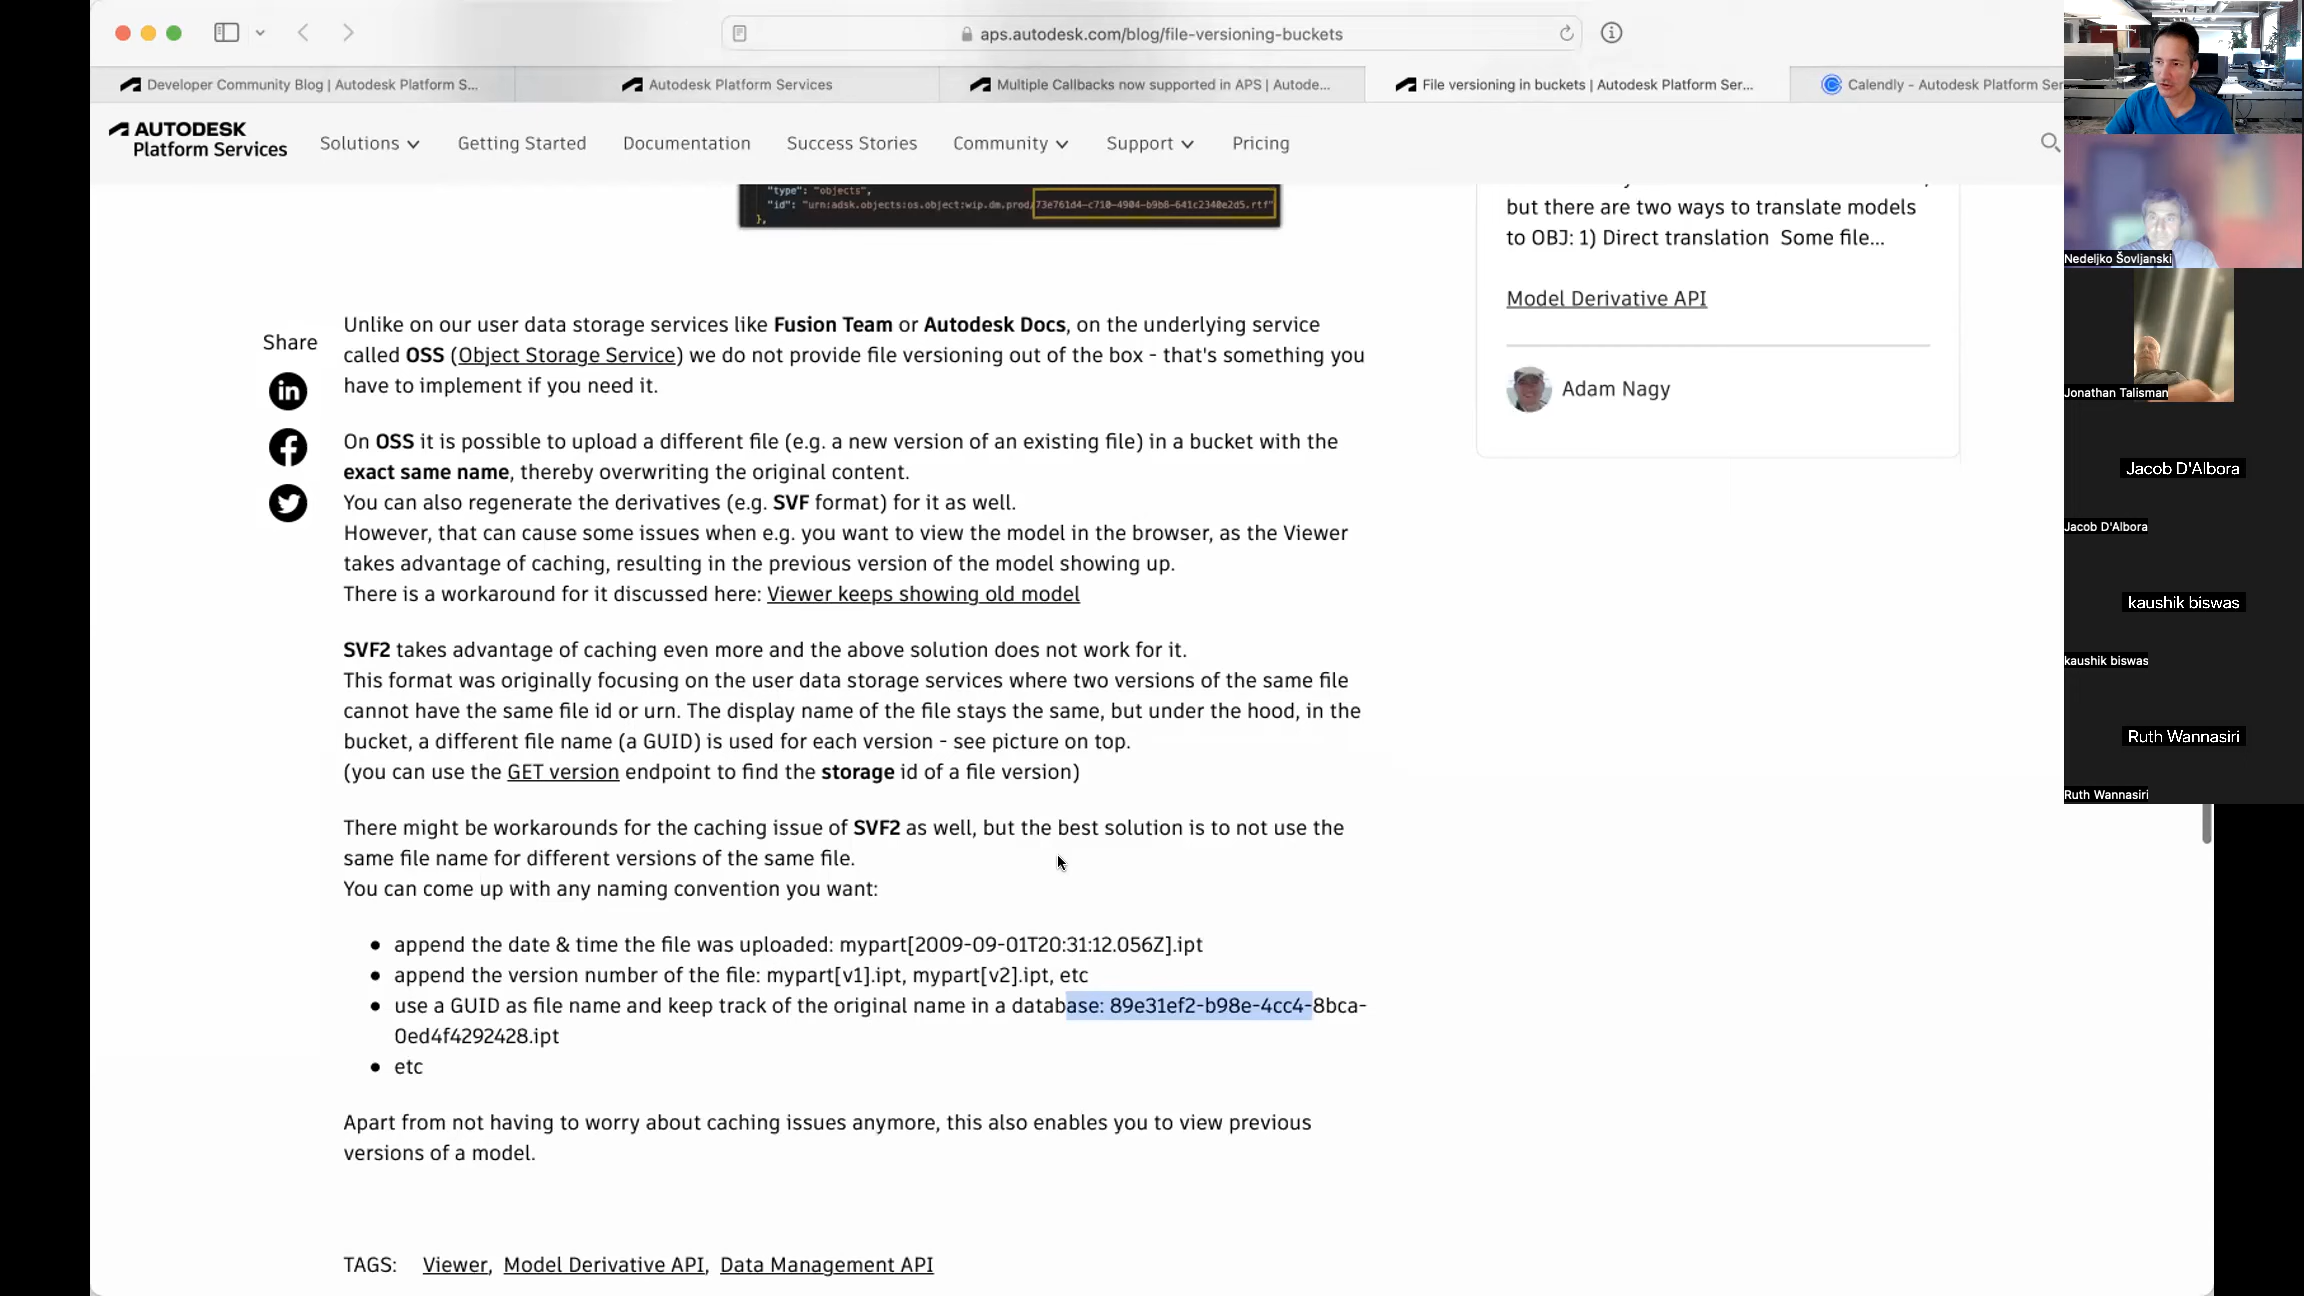 aps.autodesk.com/blog/file-versioning-buckets
Developer Community Blog | Autodesk Platform S...
Autodesk Platform Services
Multiple Callbacks now supported in APS | Autode...
File versioning in buckets | Autodesk Platform Ser...
Calendly - Autodesk Platform Ser
AUTODESK
Platform Services
Solutions
Getting Started
Documentation
Success Stories
Community
Support
Pricing
"type": "objects",
"id": "urn:adsk.objects:os.object:wip.dm.prod/73e761d4-c710-4904-b9b8-641c2340e2d5.rtf"
},
but there are two ways to translate models
to OBJ: 1) Direct translation  Some file...
Model Derivative API
Adam Nagy
Share
Unlike on our user data storage services like Fusion Team or Autodesk Docs, on the underlying service
called OSS (Object Storage Service) we do not provide file versioning out of the box - that's something you
have to implement if you need it.
On OSS it is possible to upload a different file (e.g. a new version of an existing file) in a bucket with the
exact same name, thereby overwriting the original content.
You can also regenerate the derivatives (e.g. SVF format) for it as well.
However, that can cause some issues when e.g. you want to view the model in the browser, as the Viewer
takes advantage of caching, resulting in the previous version of the model showing up.
There is a workaround for it discussed here: Viewer keeps showing old model
SVF2 takes advantage of caching even more and the above solution does not work for it.
This format was originally focusing on the user data storage services where two versions of the same file
cannot have the same file id or urn. The display name of the file stays the same, but under the hood, in the
bucket, a different file name (a GUID) is used for each version - see picture on top.
(you can use the GET version endpoint to find the storage id of a file version)
There might be workarounds for the caching issue of SVF2 as well, but the best solution is to not use the
same file name for different versions of the same file.
You can come up with any naming convention you want:
• append the date & time the file was uploaded: mypart[2009-09-01T20:31:12.056Z].ipt
• append the version number of the file: mypart[v1].ipt, mypart[v2].ipt, etc
• use a GUID as file name and keep track of the original name in a database: 89e31ef2-b98e-4cc4-8bca-
0ed4f4292428.ipt
• etc
Apart from not having to worry about caching issues anymore, this also enables you to view previous
versions of a model.
TAGS: Viewer, Model Derivative API, Data Management API
Nedeljko Šovljanski
Jonathan Talisman
Jacob D'Albora
Jacob D'Albora
kaushik biswas
kaushik biswas
Ruth Wannasiri
Ruth Wannasiri